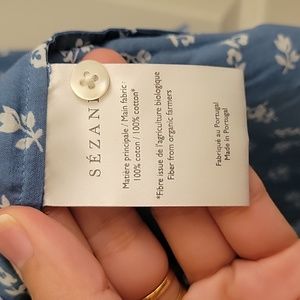 SÉZAN
Matière principale / Main fabric:
100% coton / 100% cotton*
*Fibre issue de l'agriculture biologique
Fiber from organic farmers
Fabriqué au Portugal
Made in Portugal